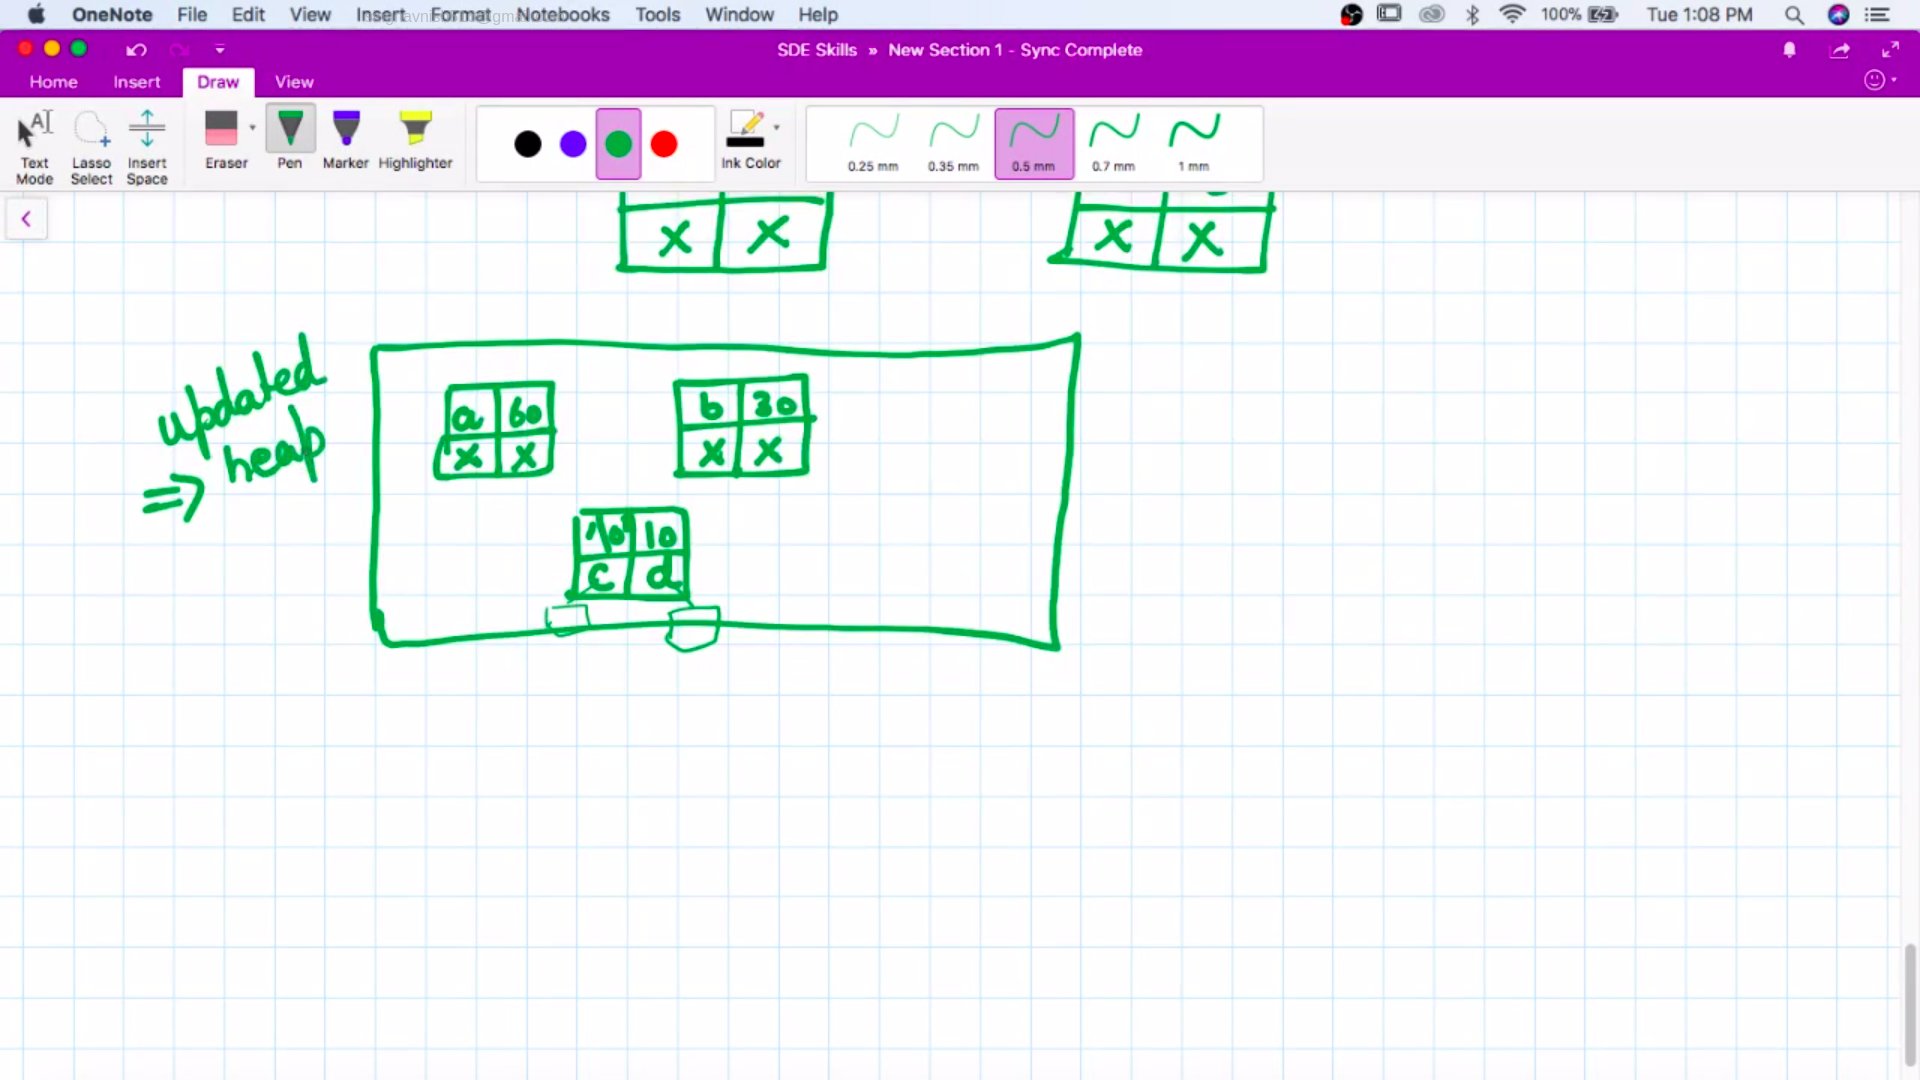 OneNote File Edit View Insert Format Notebooks Tools Window Help 100% Tue 1:08 PM
SDE Skills » New Section 1 - Sync Complete
Home Insert Draw View
Text Mode
Lasso Select
Insert Space
Eraser
Pen
Marker
Highlighter
Ink Color
0.25 mm
0.35 mm
0.5 mm
0.7 mm
1 mm
X X
X X
updated
heap
=>
a 60
X X
b 30
X X
'\0' 10
c d